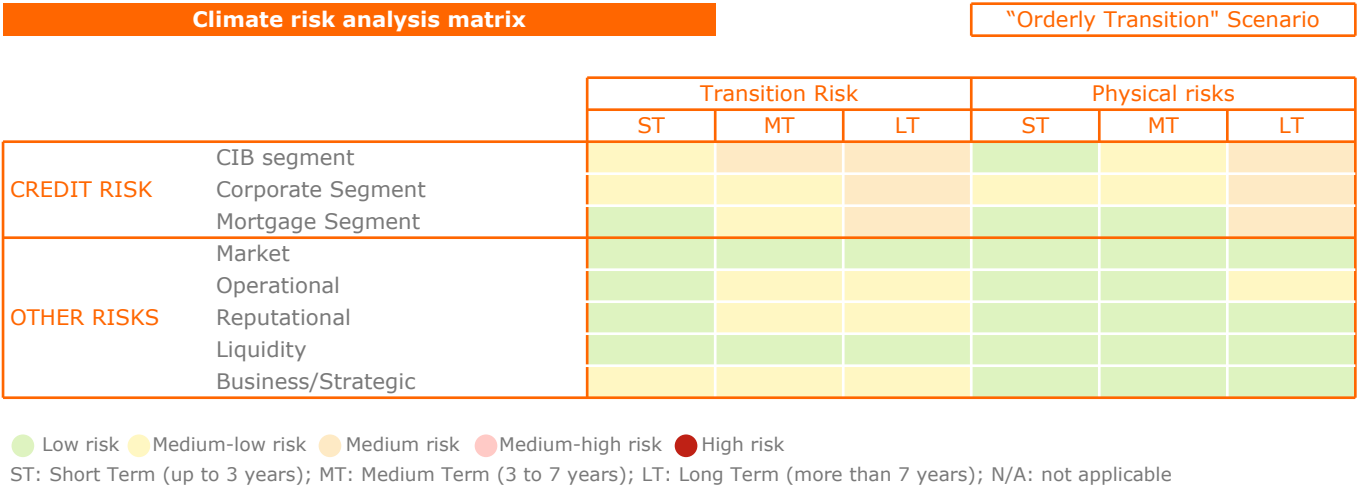 Climate risk analysis matrix
“Orderly Transition" Scenario
Transition Risk Physical risks
ST MT LT ST MT LT
CIB segment
CREDIT RISK Corporate Segment
Mortgage Segment
Market
Operational
OTHER RISKS Reputational
Liquidity
Business/Strategic
Low risk Medium-low risk Medium risk Medium-high risk High risk
ST: Short Term (up to 3 years); MT: Medium Term (3 to 7 years); LT: Long Term (more than 7 years); N/A: not applicable